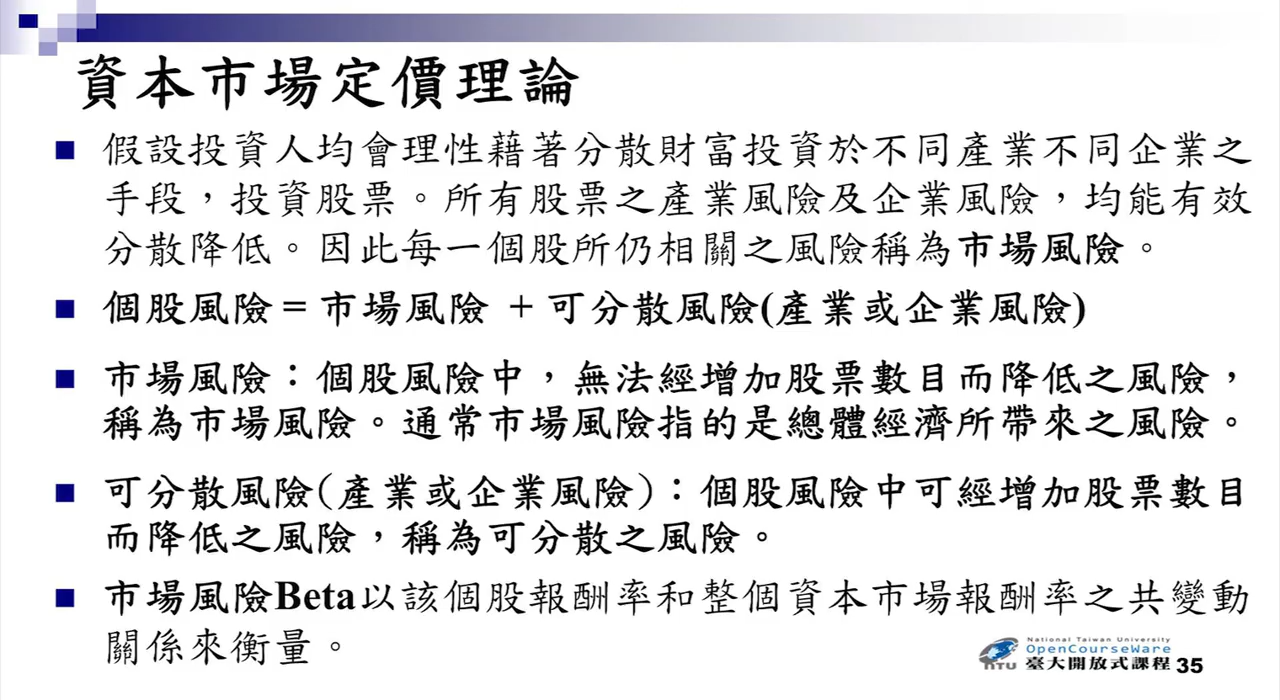 資本市場定價理論
假設投資人均會理性藉著分散財富投資於不同產業不同企業之
手段，投資股票。所有股票之產業風險及企業風險，均能有效
分散降低。因此每一個股所仍相關之風險稱為市場風險。
個股風險 = 市場風險 + 可分散風險(產業或企業風險)
市場風險：個股風險中，無法經增加股票數目而降低之風險，
稱為市場風險。通常市場風險指的是總體經濟所帶來之風險。
可分散風險(產業或企業風險)：個股風險中可經增加股票數目
而降低之風險，稱為可分散之風險。
市場風險Beta以該個股報酬率和整個資本市場報酬率之共變動
關係來衡量。
National Taiwan University
OpenCourseWare
NTU 臺大開放式課程 35